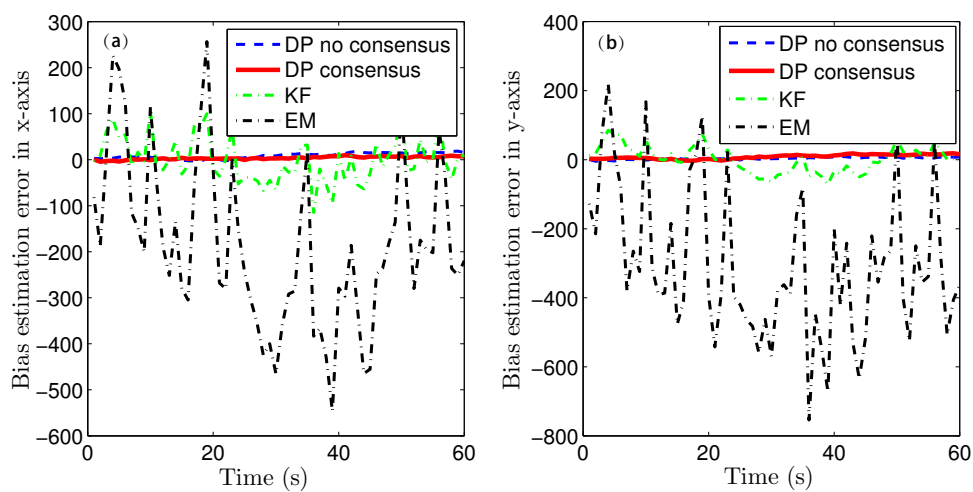 (a)
DP no consensus
DP consensus
KF
EM
Bias estimation error in x-axis
300
200
100
0
−100
−200
−300
−400
−500
−600
0 20 40 60
Time (s)
(b)
DP no consensus
DP consensus
KF
EM
Bias estimation error in y-axis
400
200
0
−200
−400
−600
−800
0 20 40 60
Time (s)